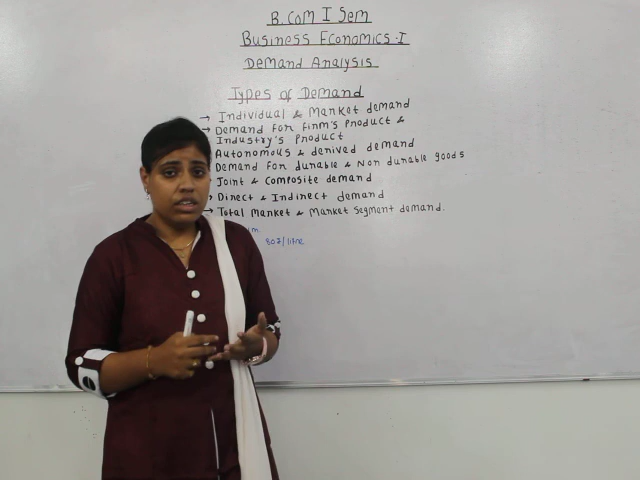 B.Com I Sem
Business Economics-I
Demand Analysis
Types of Demand
→ Individual & Market demand
→ Demand for firm's product &
Industry's product
Autonomous & derived demand
Demand for durable & Non durable goods
Joint & Composite demand
→ Direct & Indirect demand
→ Total Market & Market Segment demand.